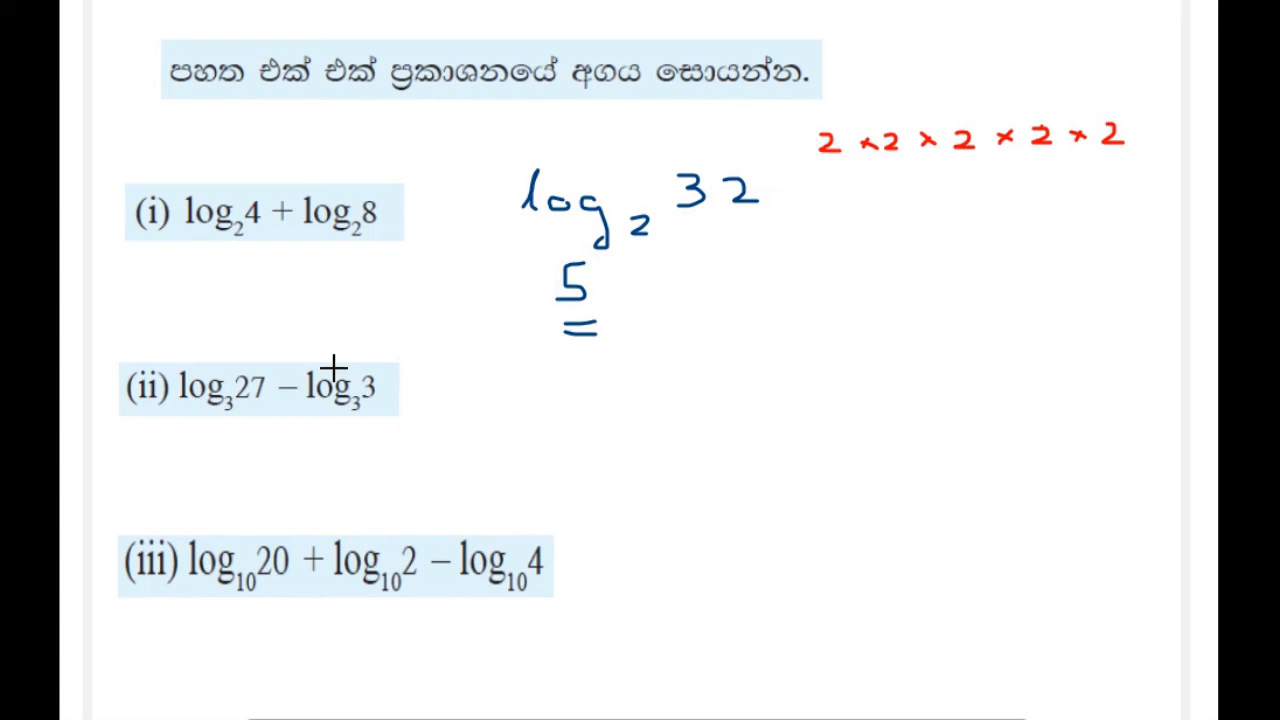 පහත එක් එක් ප්‍රකාශනයේ අගය සොයන්න.
2 × 2 × 2 × 2 × 2
(i) log₂4 + log₂8
log₂ 32
5
=
(ii) log₃27 – log₃3
(iii) log₁₀20 + log₁₀2 – log₁₀4